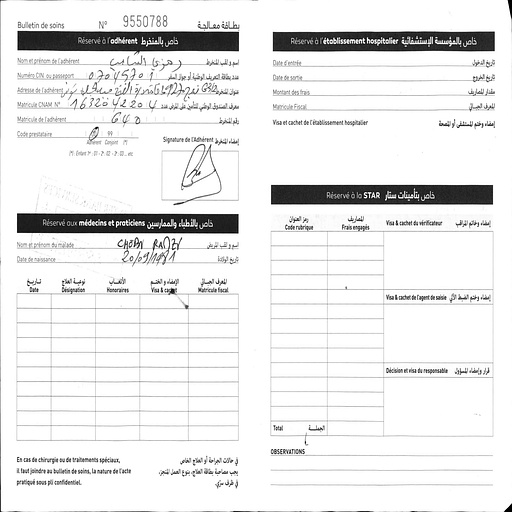 Bulletin de soins N° 9550788 بطاقة معالجة
Réservé à l'adhérent خاص بالمنخرط
Nom et prénom de l'adhérent رمزي الشايب اسم و لقب المنخرط
Numéro CIN ou passeport 07045701 عدد بطاقة التعريف الوطنية أو جواز السفر
Adresse de l'adhérent عنوان المنخرط
Matricule CNAM N° 1632042204 معرف الصندوق الوطني للتأمين على المرض عدد
Matricule de l'adhérent 640 رقم المنخرط
Code prestataire 99
Adhérent Conjoint (*)
(*) : Enfant 1er : 01 - 2e : 02 - 3e : 03 ... etc
Signature de l'Adhérent إمضاء المنخرط
Réservé aux médecins et praticiens خاص بالأطباء والممارسين
Nom et prénom du malade CHEBY RAMZY اسم و لقب المريض
Date de naissance 20/09/1981 تاريخ الولادة
تاريخ نوعية العلاج الأتعاب الإمضاء و الختم المعرف الجبائي
Date Désignation Honoraires Visa & cachet Matricule fiscal
En cas de chirurgie ou de traitements spéciaux,
il faut joindre au bulletin de soins, la nature de l'acte
pratiqué sous pli confidentiel.
في حالات الجراحة أو العلاج الخاص
يجب مصاحبة بطاقة العلاج، بنوع العمل المنجز،
في ظرف سري.
Réservé à l'établissement hospitalier خاص بالمؤسسة الإستشفائية
Date d'entrée تاريخ الدخول
Date de sortie تاريخ الخروج
Montant des frais مقدار المصاريف
Matricule Fiscal المعرف الجبائي
Visa et cachet de l'établissement hospitalier إمضاء وختم المستشفى أو المصحة
Réservé à la STAR خاص بتأمينات ستار
رمز العنوان المصاريف
Code rubrique Frais engagés
Visa & cachet du vérificateur إمضاء وخاتم المراقب
Visa & cachet de l'agent de saisie إمضاء وختم الضبط الآلي
Décision et visa du responsable قرار وإمضاء المسؤول
Total الجملة
OBSERVATIONS